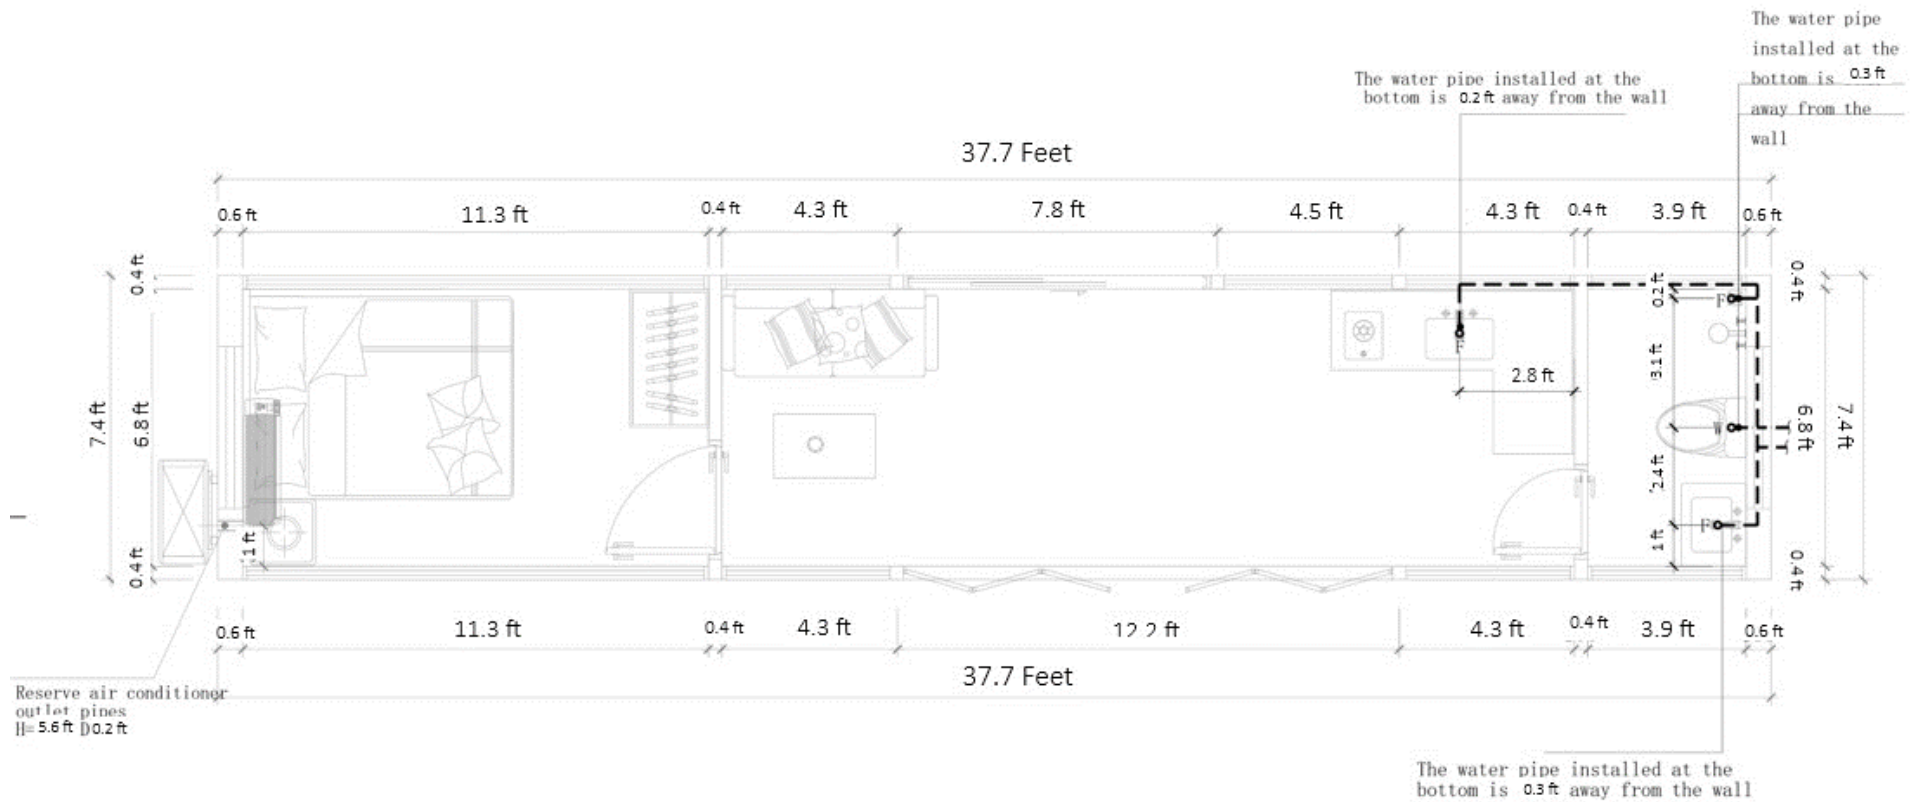 The water pipe
installed at the
bottom is 0.3 ft
away from the
wall
The water pipe installed at the
bottom is 0.2 ft away from the wall
37.7 Feet
0.6 ft 11.3 ft 0.4 ft 4.3 ft 7.8 ft 4.5 ft 4.3 ft 0.4 ft 3.9 ft 0.6 ft
0.4 ft
0.2 ft
0.4 ft
F
F
3.1 ft
2.8 ft
7.4 ft
6.8 ft
W
6.8 ft
7.4 ft
2.4 ft
F
1 ft
1 ft
0.4 ft
0.4 ft
0.6 ft 11.3 ft 0.4 ft 4.3 ft 12.2 ft 4.3 ft 0.4 ft 3.9 ft 0.6 ft
37.7 Feet
Reserve air conditioner
outlet pipes
H= 5.6 ft D 0.2 ft
The water pipe installed at the
bottom is 0.3 ft away from the wall